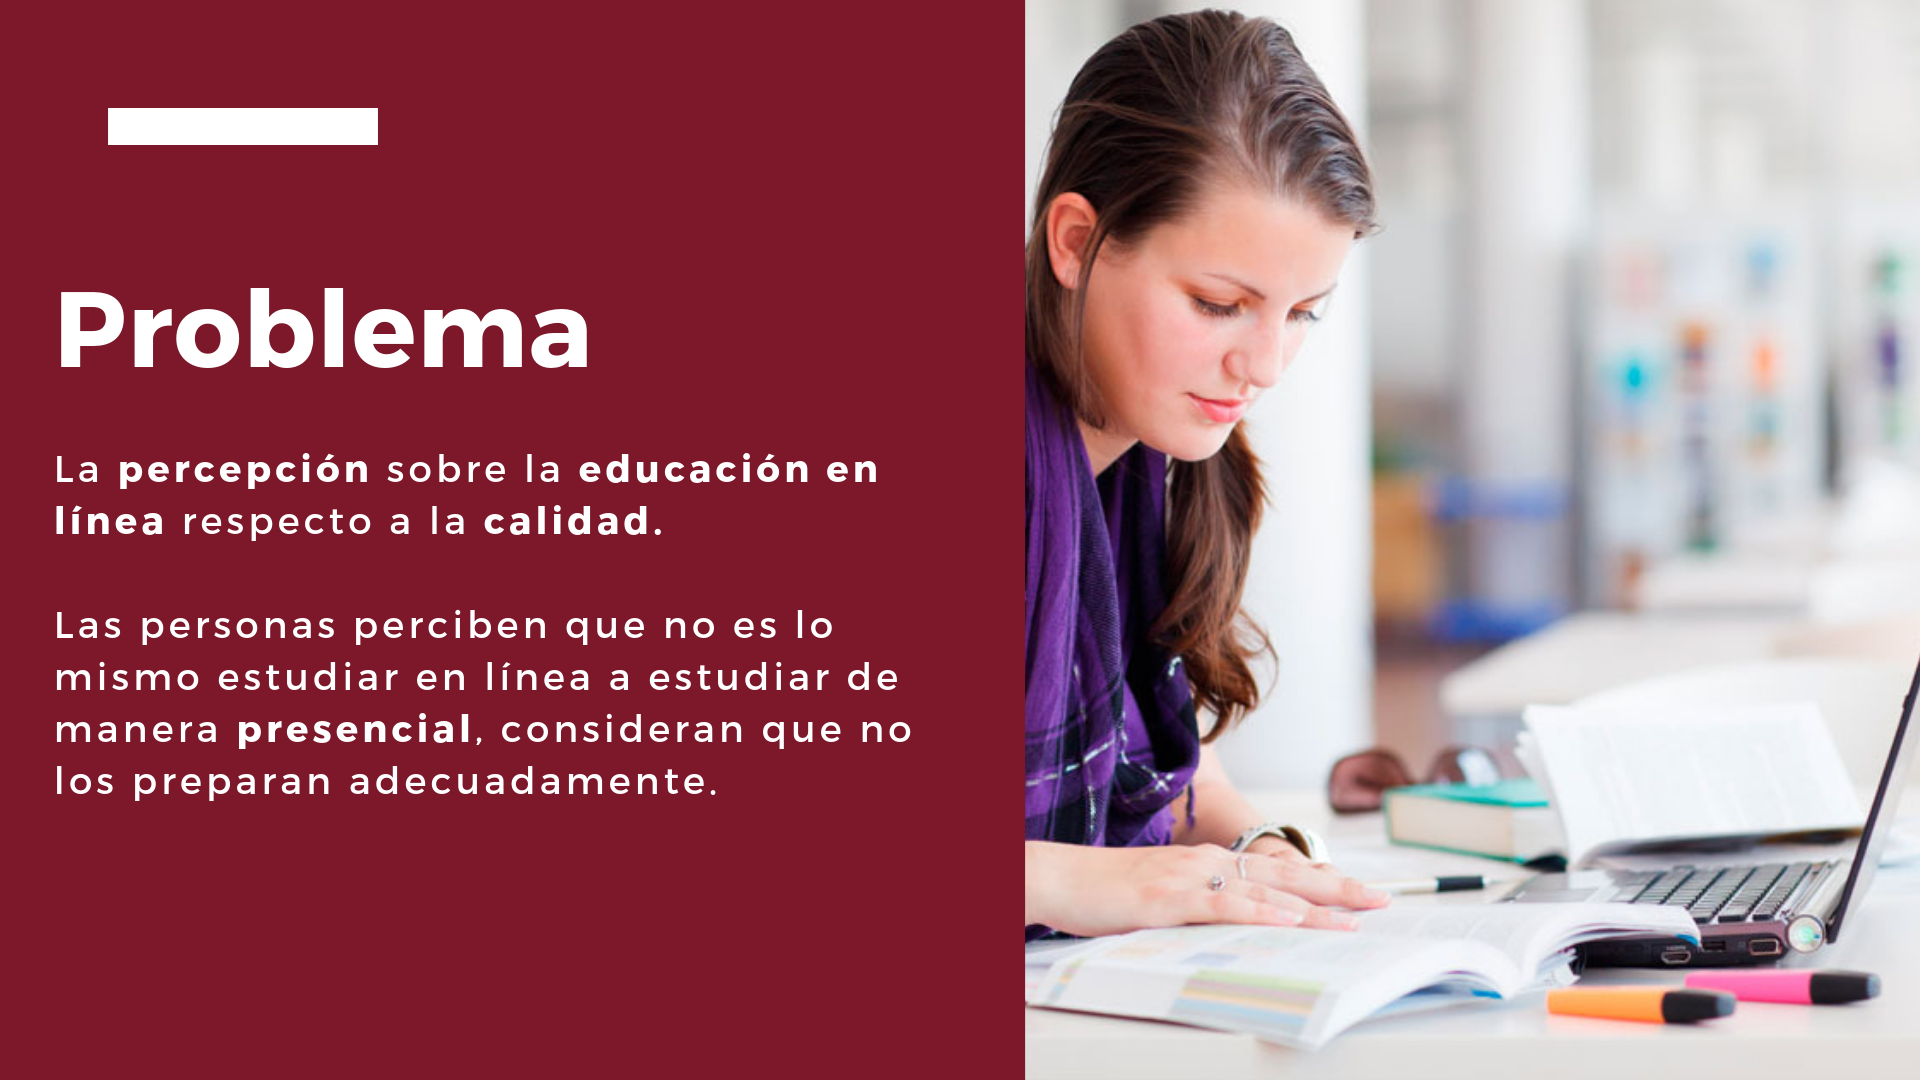 Problema
La percepción sobre la educación en
línea respecto a la calidad.
Las personas perciben que no es lo
mismo estudiar en línea a estudiar de
manera presencial, consideran que no
los preparan adecuadamente.